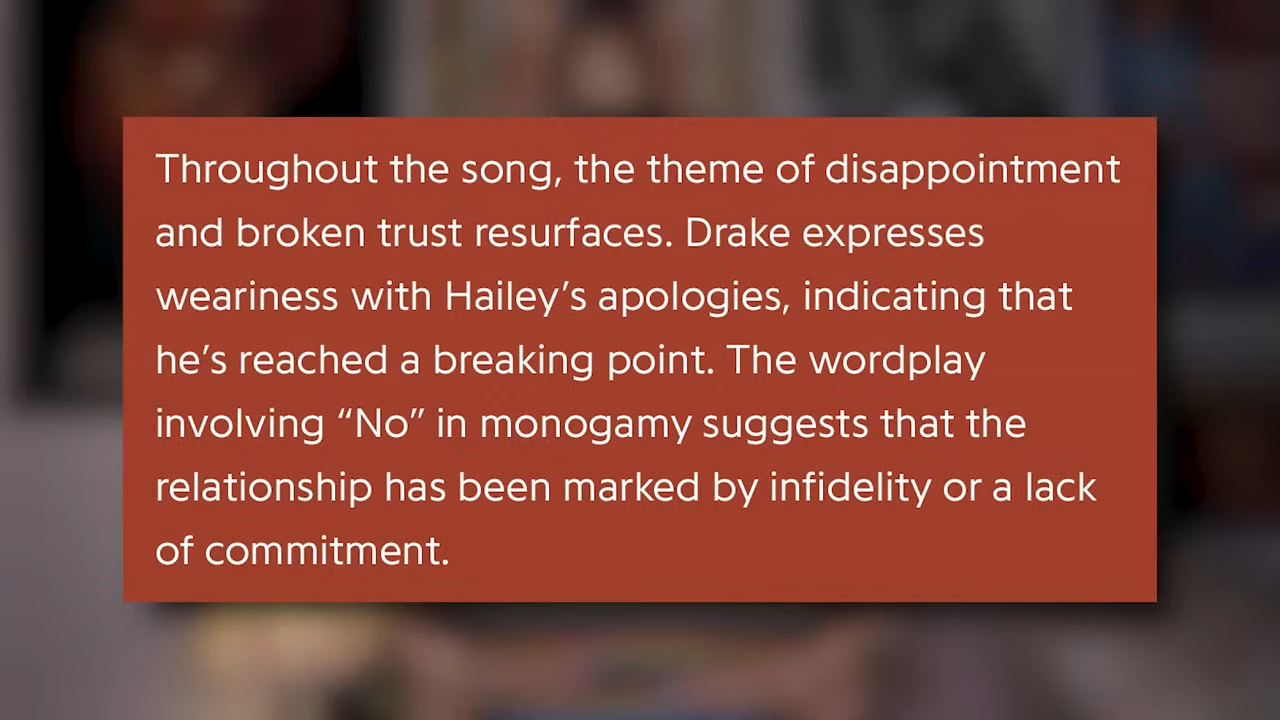 Throughout the song, the theme of disappointment
and broken trust resurfaces. Drake expresses
weariness with Hailey’s apologies, indicating that
he’s reached a breaking point. The wordplay
involving “No” in monogamy suggests that the
relationship has been marked by infidelity or a lack
of commitment.